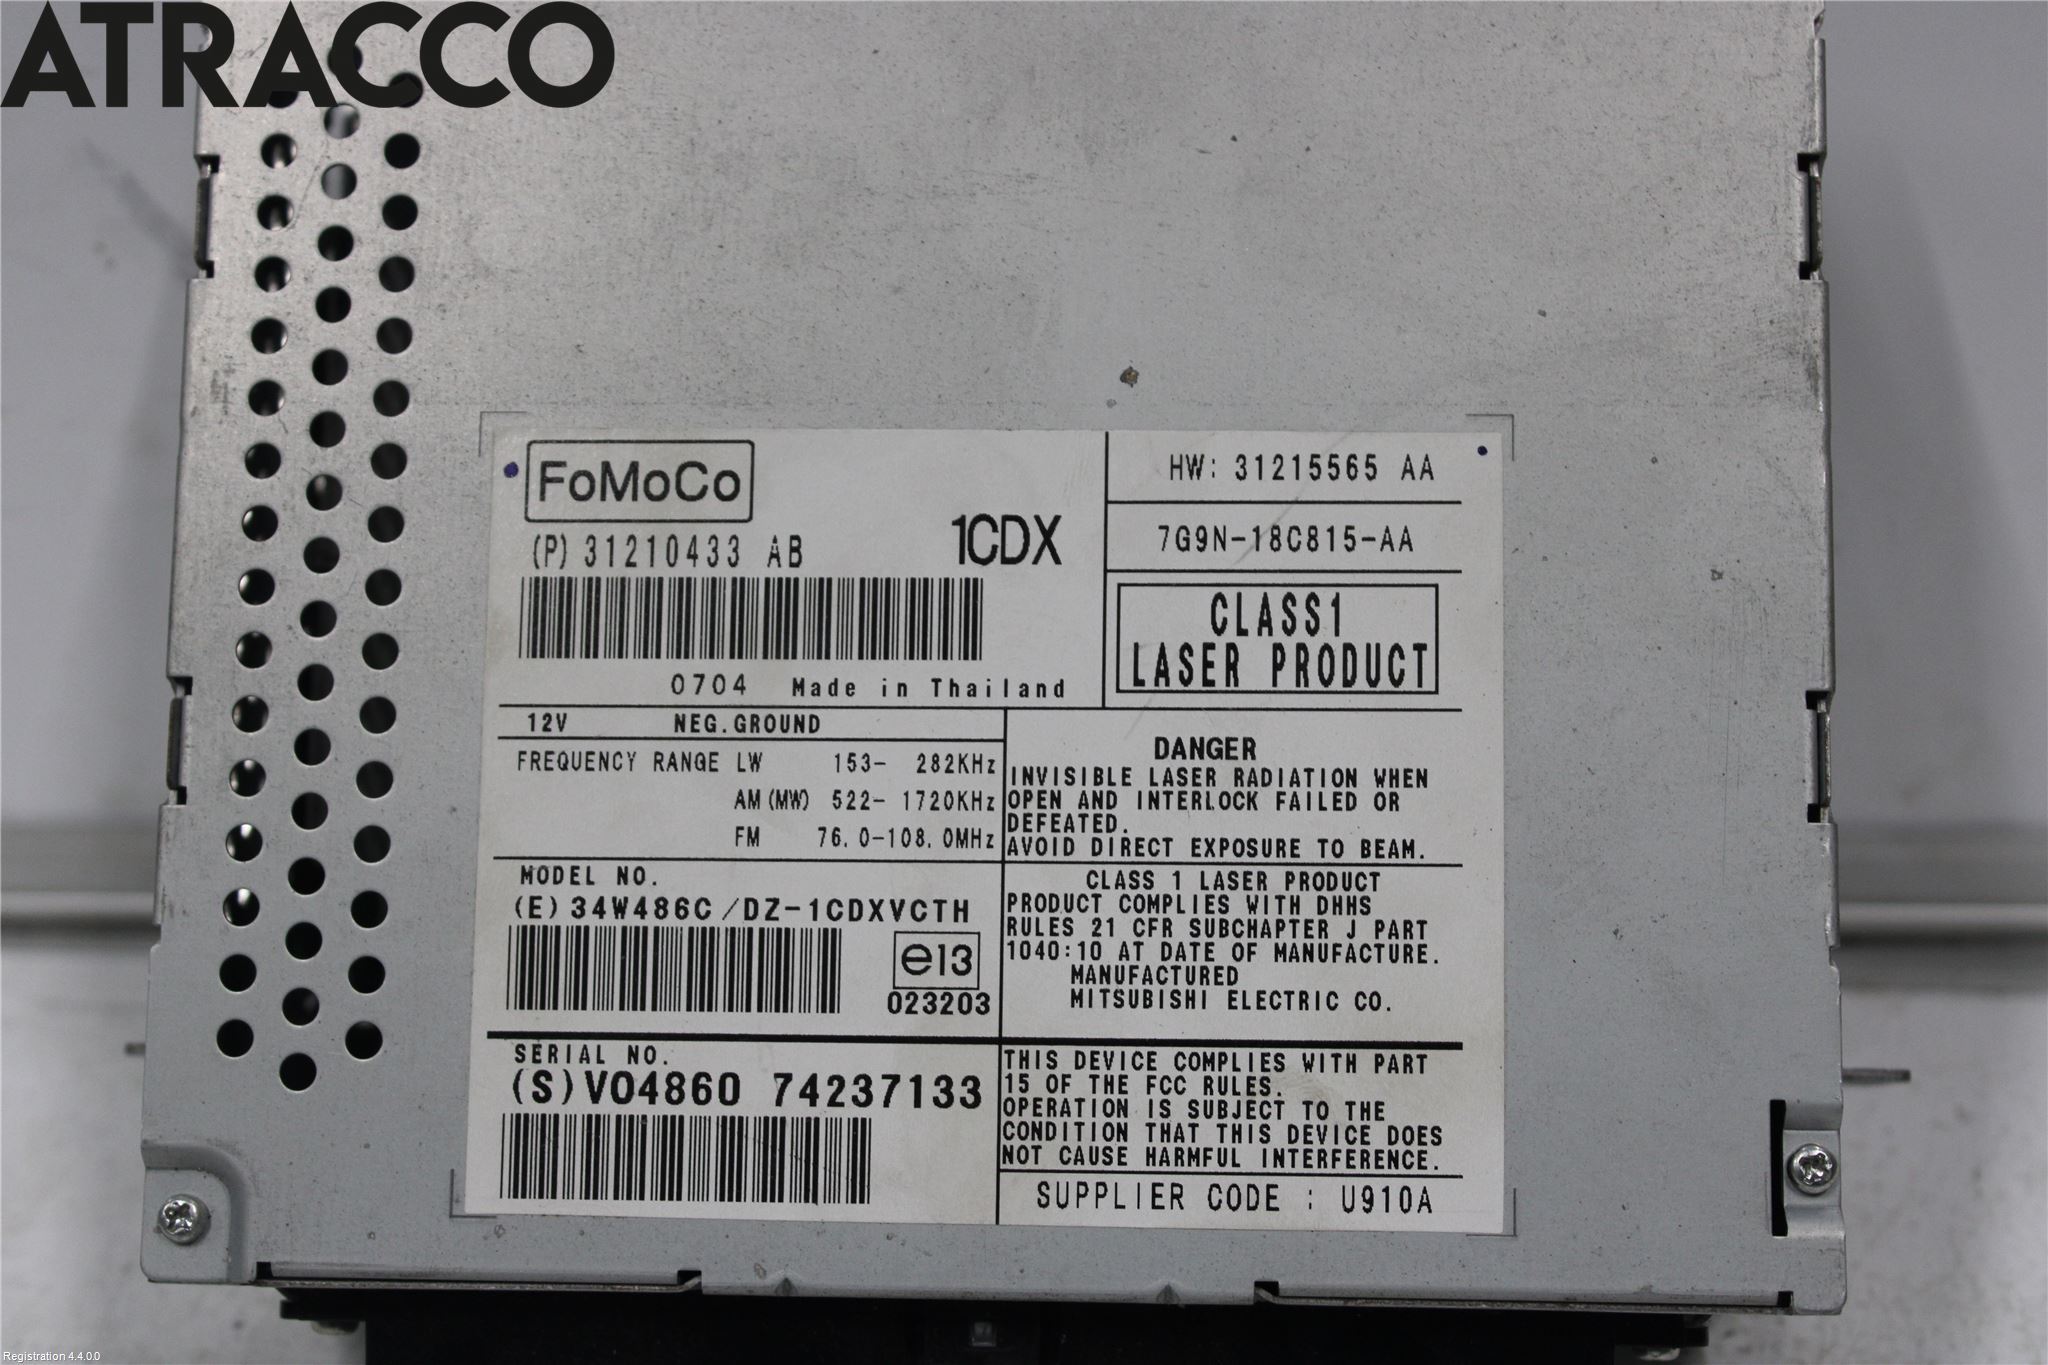 ATRACCO
FoMoCo
(P) 31210433 AB
1CDX
0704 Made in Thailand
HW: 31215565 AA
7G9N-18C815-AA
CLASS1
LASER PRODUCT
12V NEG.GROUND
FREQUENCY RANGE LW 153- 282KHz
AM(MW) 522- 1720KHz
FM 76.0-108.0MHz
DANGER
INVISIBLE LASER RADIATION WHEN
OPEN AND INTERLOCK FAILED OR
DEFEATED.
AVOID DIRECT EXPOSURE TO BEAM.
MODEL NO.
(E) 34W486C/DZ-1CDXVCTH
e13
023203
CLASS 1 LASER PRODUCT
PRODUCT COMPLIES WITH DHHS
RULES 21 CFR SUBCHAPTER J PART
1040:10 AT DATE OF MANUFACTURE.
MANUFACTURED
MITSUBISHI ELECTRIC CO.
SERIAL NO.
(S)V04860 74237133
THIS DEVICE COMPLIES WITH PART
15 OF THE FCC RULES.
OPERATION IS SUBJECT TO THE
CONDITION THAT THIS DEVICE DOES
NOT CAUSE HARMFUL INTERFERENCE.
SUPPLIER CODE : U910A
Registration 4.4.0.0